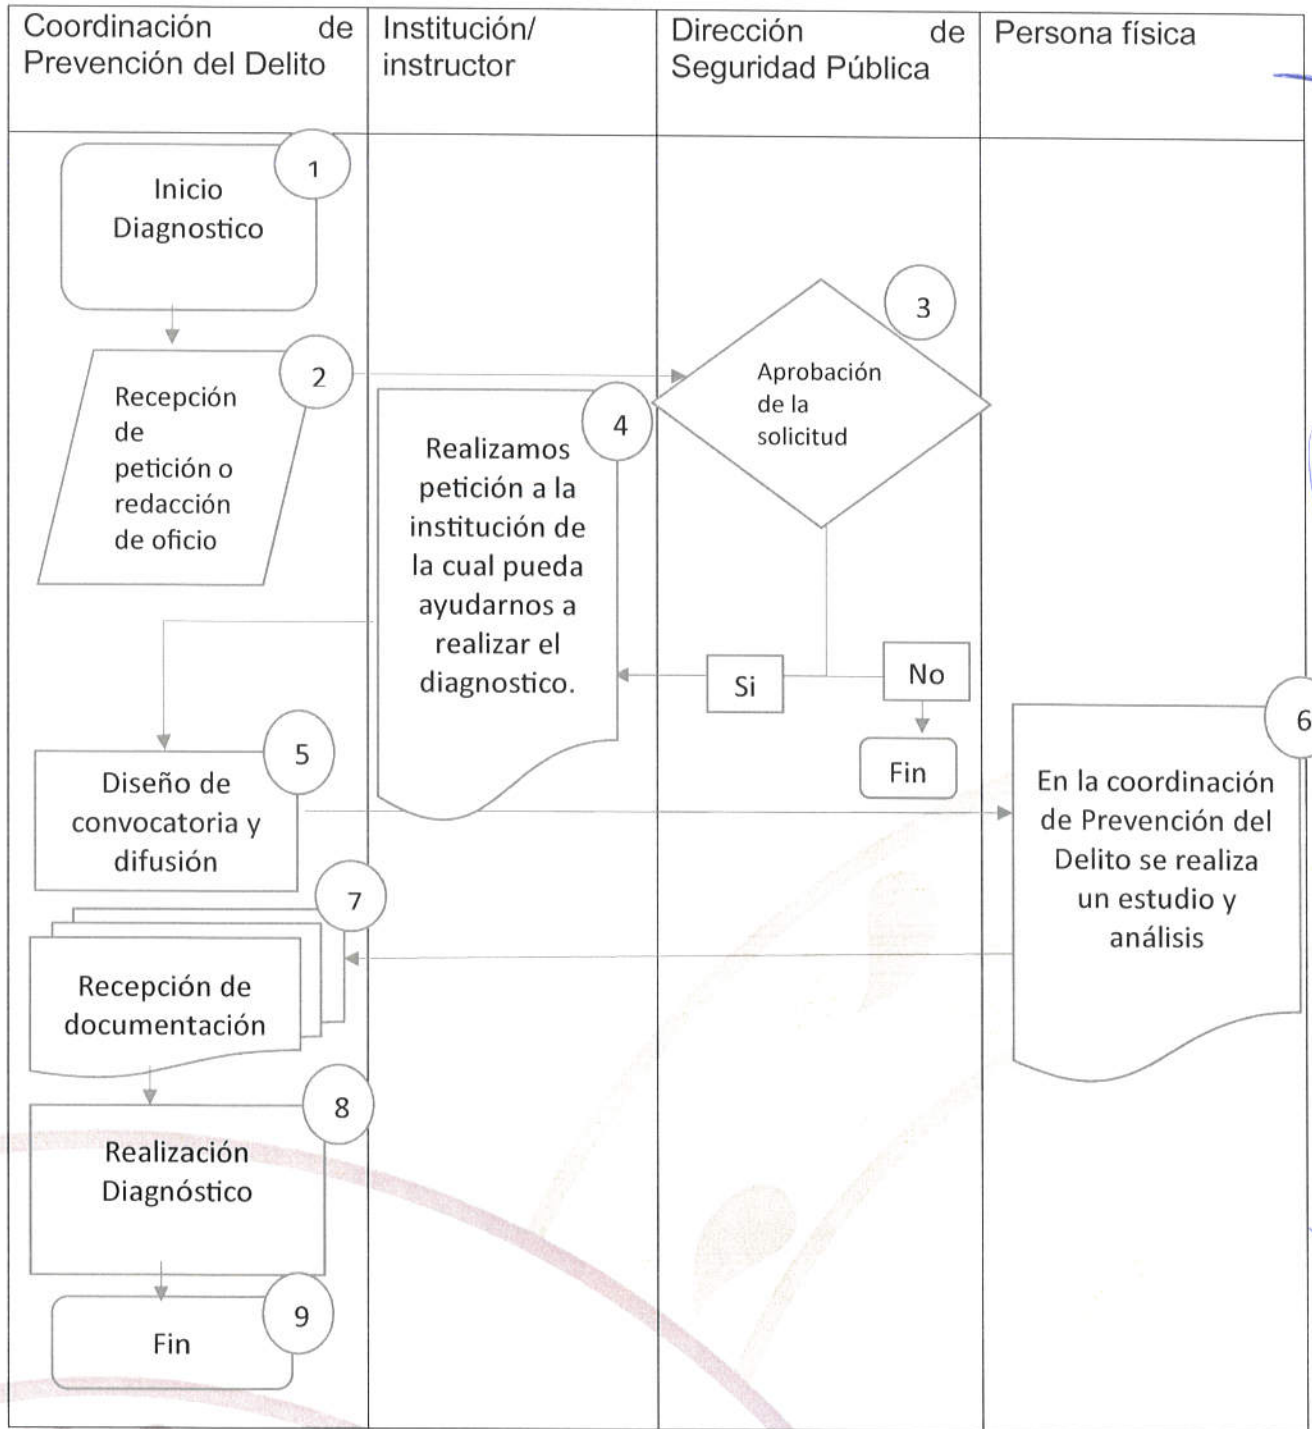 Coordinación de
Prevención del Delito
Institución/
instructor
Dirección de
Seguridad Pública
Persona física
1
Inicio
Diagnostico
2
Recepción
de
petición o
redacción
de oficio
3
Aprobación
de la
solicitud
4
Realizamos
petición a la
institución de
la cual pueda
ayudarnos a
realizar el
diagnostico.
Si
No
Fin
5
Diseño de
convocatoria y
difusión
6
En la coordinación
de Prevención del
Delito se realiza
un estudio y
análisis
7
Recepción de
documentación
8
Realización
Diagnóstico
9
Fin